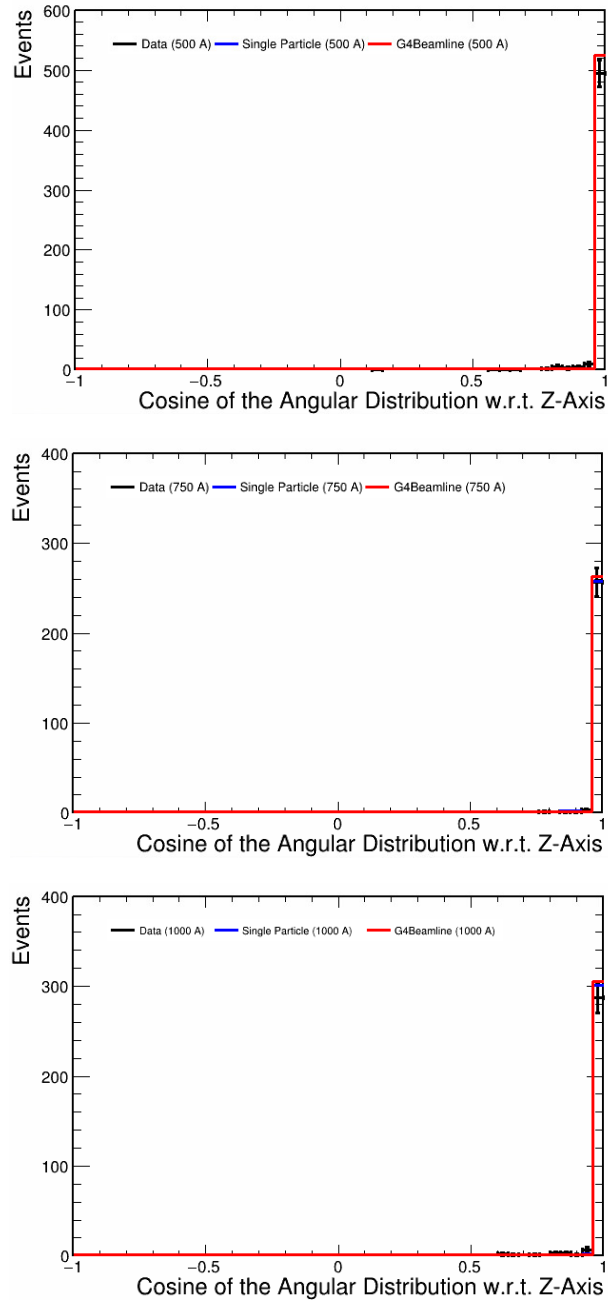 Events
600
500
400
300
200
100
0
Data (500 A) Single Particle (500 A) G4Beamline (500 A)
−1 −0.5 0 0.5 1
Cosine of the Angular Distribution w.r.t. Z-Axis
Events
400
300
200
100
0
Data (750 A) Single Particle (750 A) G4Beamline (750 A)
−1 −0.5 0 0.5 1
Cosine of the Angular Distribution w.r.t. Z-Axis
Events
400
300
200
100
0
Data (1000 A) Single Particle (1000 A) G4Beamline (1000 A)
−1 −0.5 0 0.5 1
Cosine of the Angular Distribution w.r.t. Z-Axis